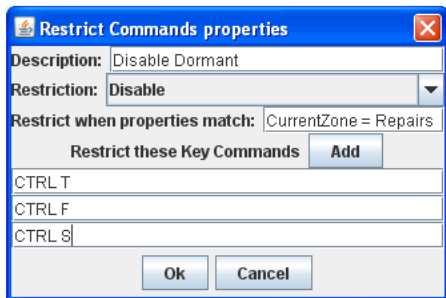 Restrict Commands properties
Description: Disable Dormant
Restriction: Disable
Restrict when properties match: CurrentZone = Repairs
Restrict these Key Commands Add
CTRL T
CTRL F
CTRL S
Ok Cancel